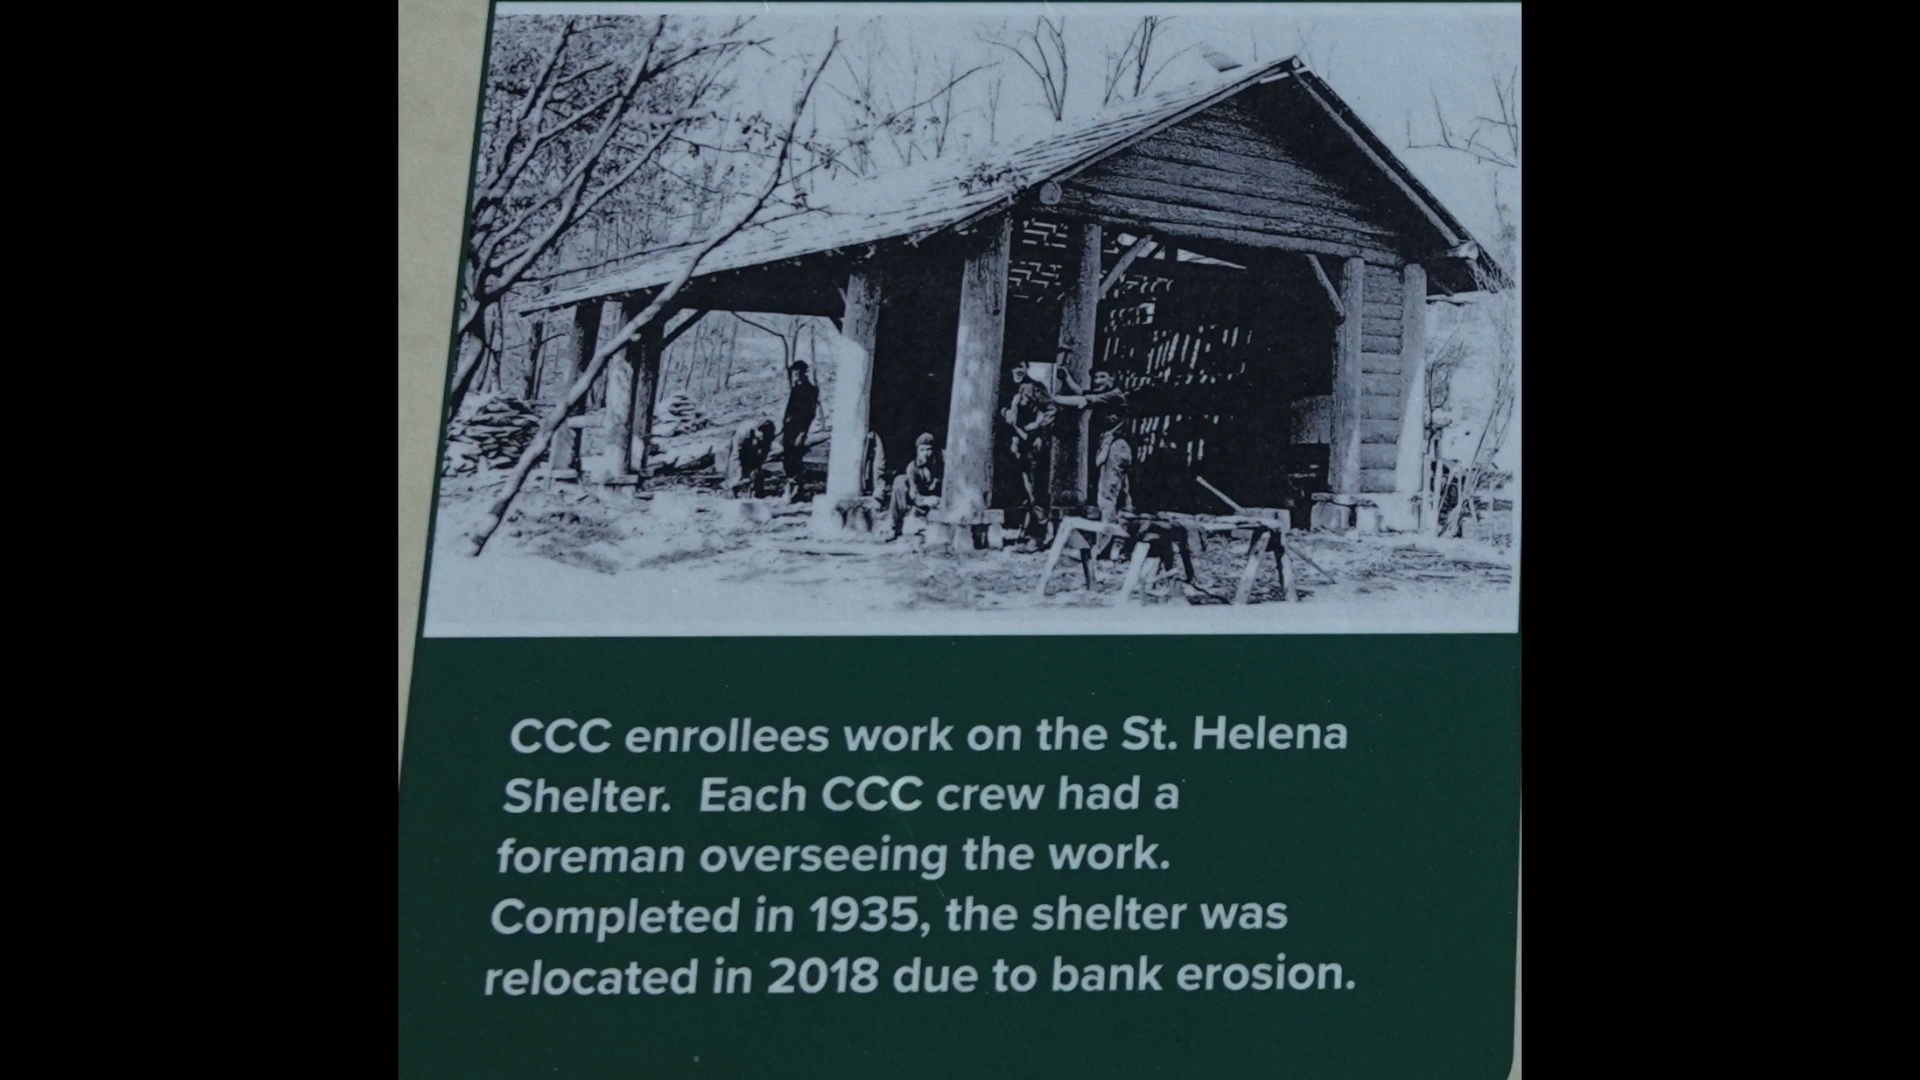 CCC enrollees work on the St. Helena
Shelter. Each CCC crew had a
foreman overseeing the work.
Completed in 1935, the shelter was
relocated in 2018 due to bank erosion.